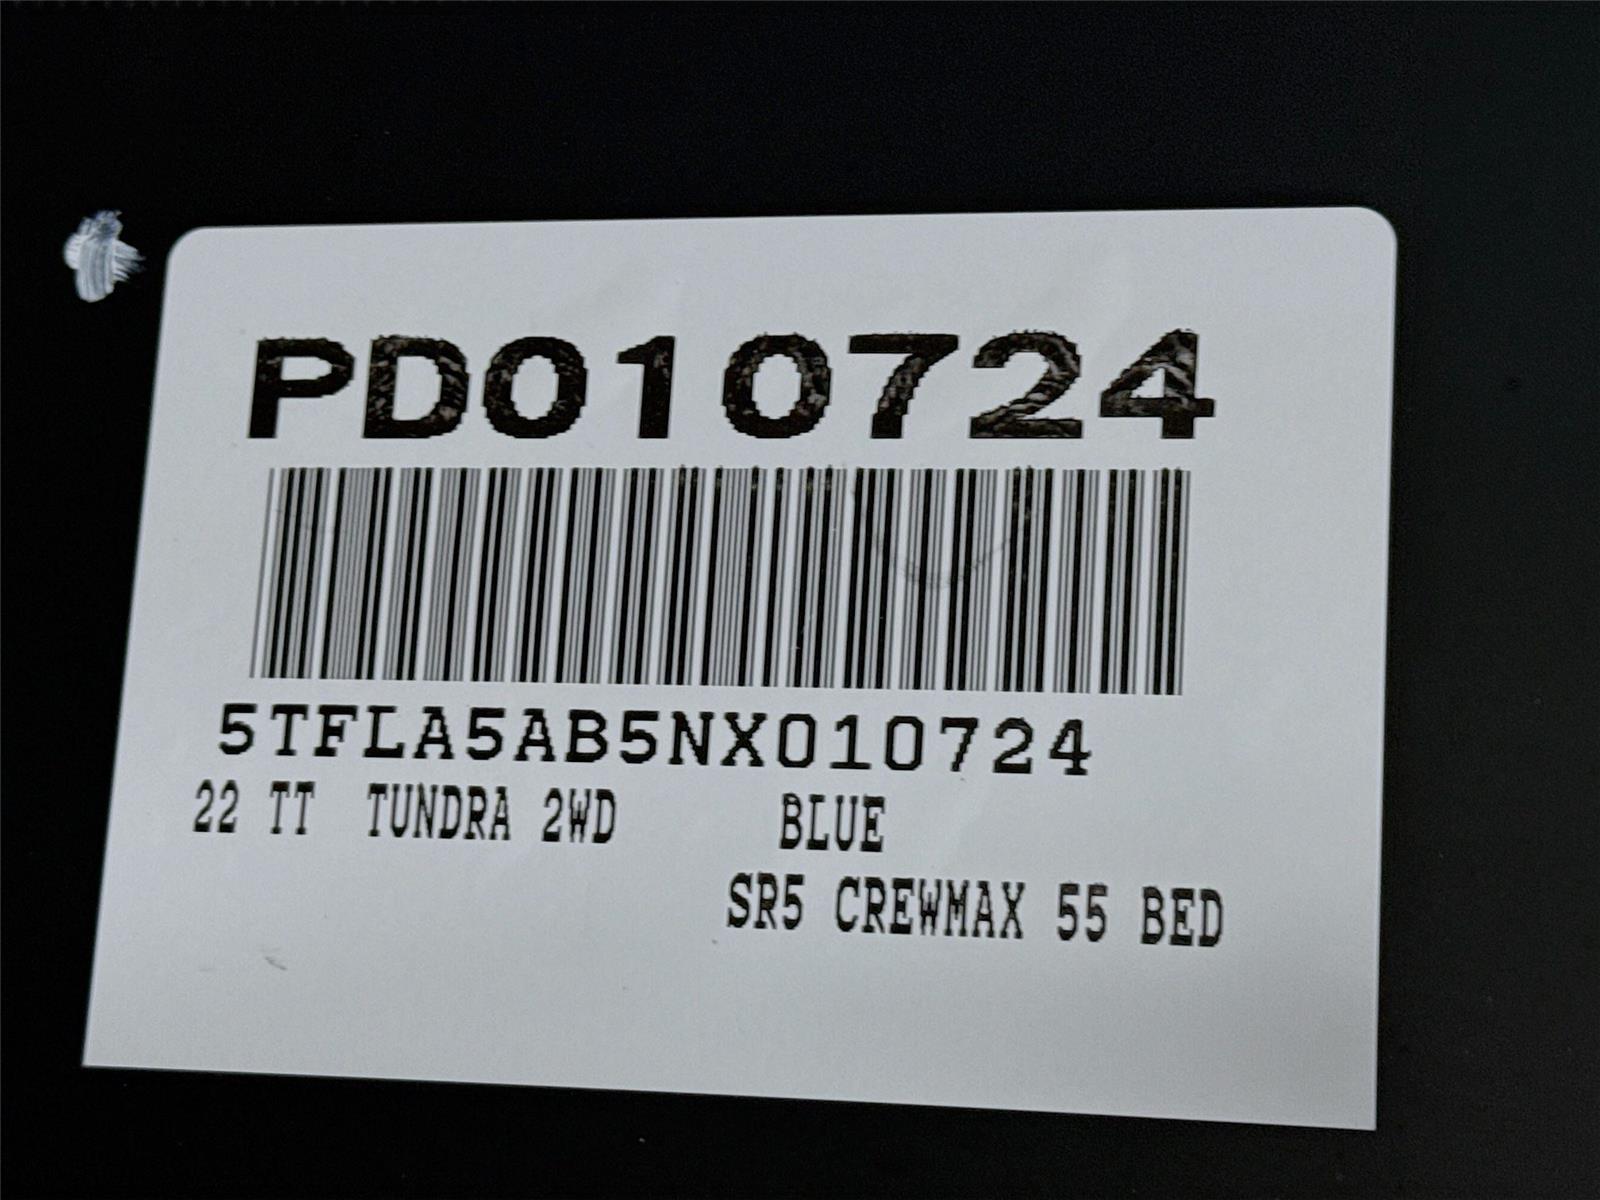 PD010724
5TFLA5AB5NX010724
22 TT TUNDRA 2WD BLUE
SR5 CREWMAX 55 BED